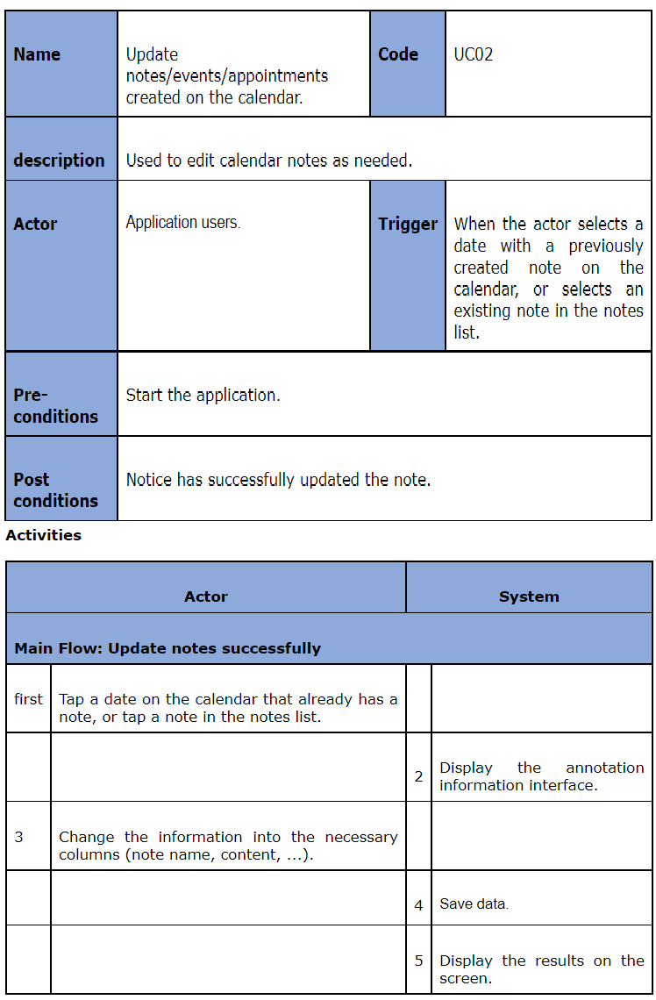 Name
Update
notes/events/appointments
created on the calendar.
Code
UC02
description
Used to edit calendar notes as needed.
Actor
Application users.
Trigger
When the actor selects a
date with a previously
created note on the
calendar, or selects an
existing note in the notes
list.
Pre-
conditions
Start the application.
Post
conditions
Notice has successfully updated the note.
Activities
Actor
System
Main Flow: Update notes successfully
first
Tap a date on the calendar that already has a
note, or tap a note in the notes list.
2
Display the annotation
information interface.
3
Change the information into the necessary
columns (note name, content, ...).
4
Save data.
5
Display the results on the
screen.